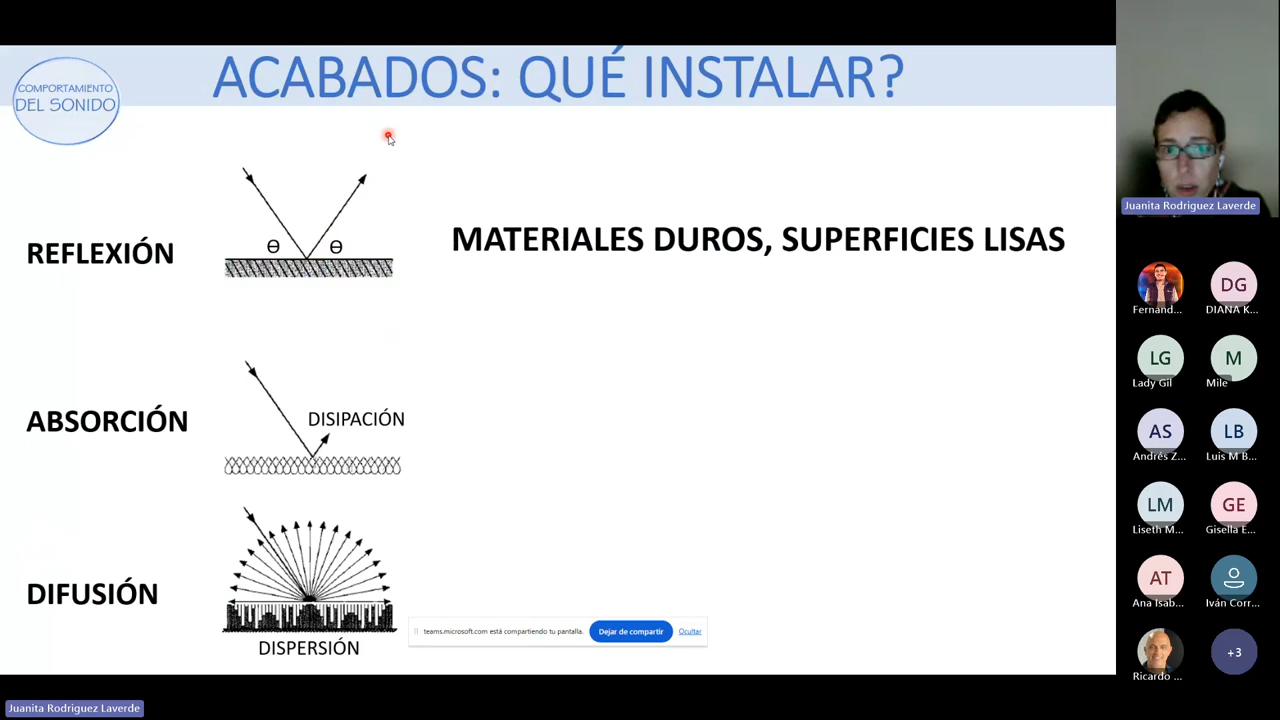 ACABADOS: QUÉ INSTALAR?
COMPORTAMIENTO
DEL SONIDO
REFLEXIÓN
Ѳ Ѳ
MATERIALES DUROS, SUPERFICIES LISAS
ABSORCIÓN
DISIPACIÓN
DIFUSIÓN
DISPERSIÓN
teams.microsoft.com está compartiendo tu pantalla.
Dejar de compartir
Ocultar
Juanita Rodriguez Laverde
Fernand...
DG
DIANA K...
LG
Lady Gil
M
Mile
AS
Andrés Z...
LB
Luis M B...
LM
Liseth M...
GE
Gisella E...
AT
Ana Isab...
Iván Corr...
Ricardo ...
+3
Juanita Rodriguez Laverde